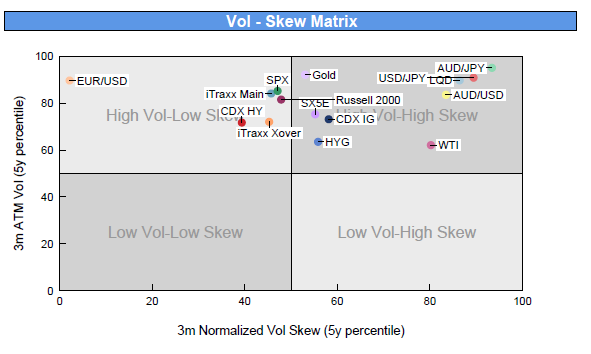 Vol - Skew Matrix
3m ATM Vol (5y percentile)
100
80
60
40
20
0
EUR/USD
SPX
Gold
AUD/JPY
USD/JPY
LQD
iTraxx Main
Russell 2000
AUD/USD
SX5E
High Vol-Low Skew
High Vol-High Skew
CDX HY
CDX IG
iTraxx Xover
HYG
WTI
Low Vol-Low Skew
Low Vol-High Skew
0
20
40
60
80
100
3m Normalized Vol Skew (5y percentile)